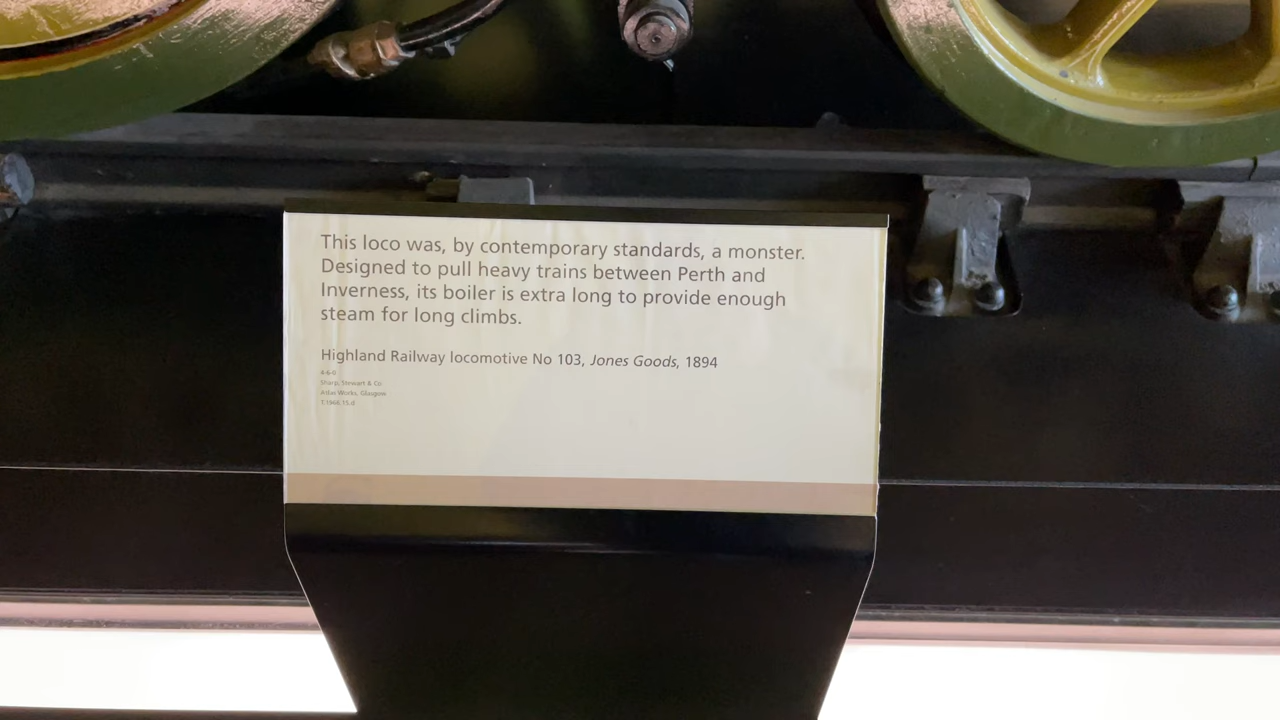 This loco was, by contemporary standards, a monster.
Designed to pull heavy trains between Perth and
Inverness, its boiler is extra long to provide enough
steam for long climbs.
Highland Railway locomotive No 103, Jones Goods, 1894
4-6-0
Sharp, Stewart & Co.
Atlas Works, Glasgow
T.1966.15.d